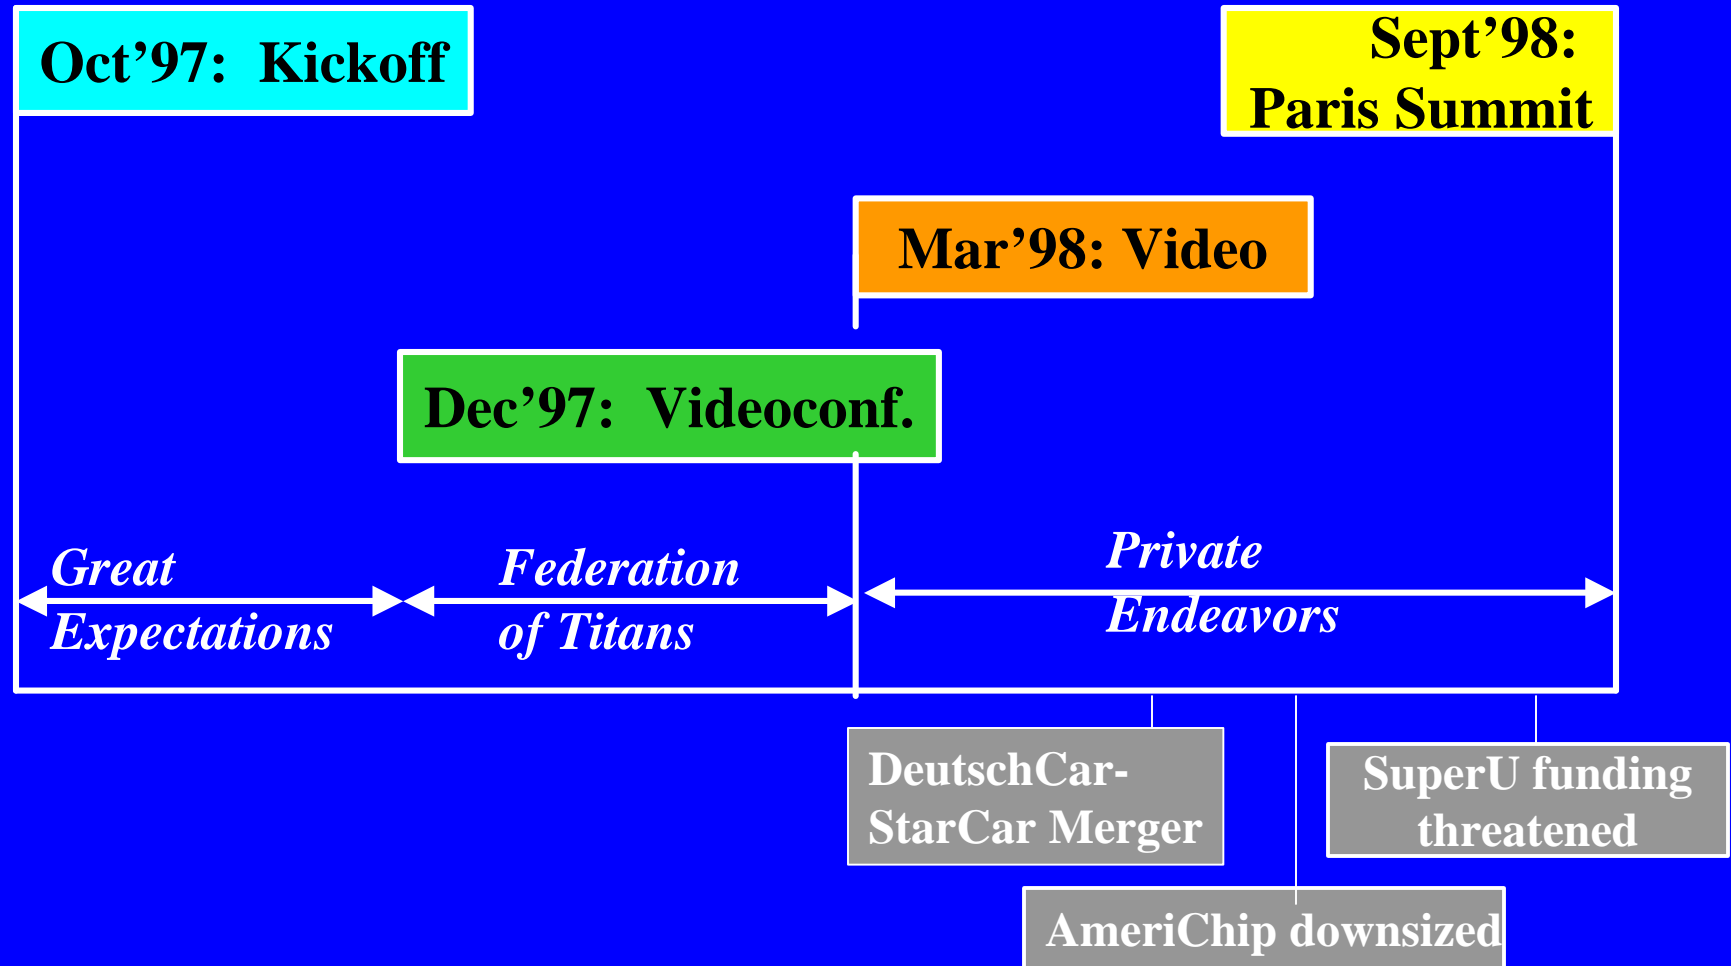 Oct’97:  Kickoff
Sept’98:
Paris Summit
Mar’98: Video
Dec’97:  Videoconf.
Great
Expectations
Federation
of Titans
Private
Endeavors
DeutschCar-
StarCar Merger
SuperU funding
threatened
AmeriChip downsized